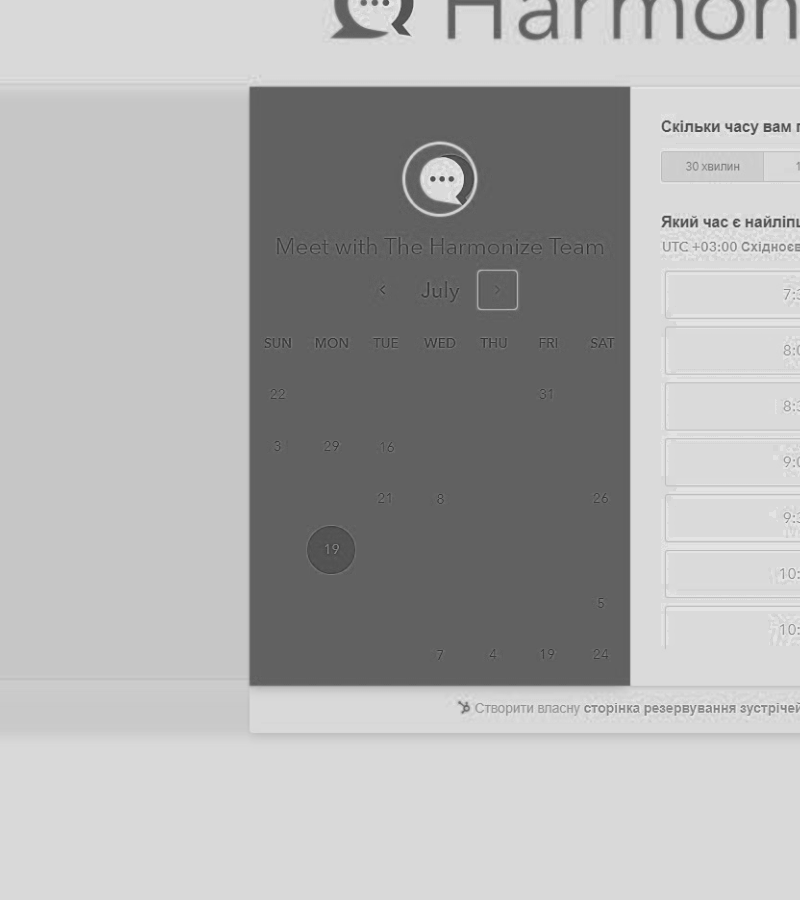 Harmon
Meet with The Harmonize Team
< July >
SUN MON TUE WED THU FRI SAT
22 31
3 29 16
21 8 26
19
5
7 4 19 24
Скільки часу вам
30 хвилин 1
Який час є найліпш
UTC +03:00 Східноєв
7:3
8:0
8:3
9:0
9:3
10:
10:
Створити власну сторінка резервування зустрічей